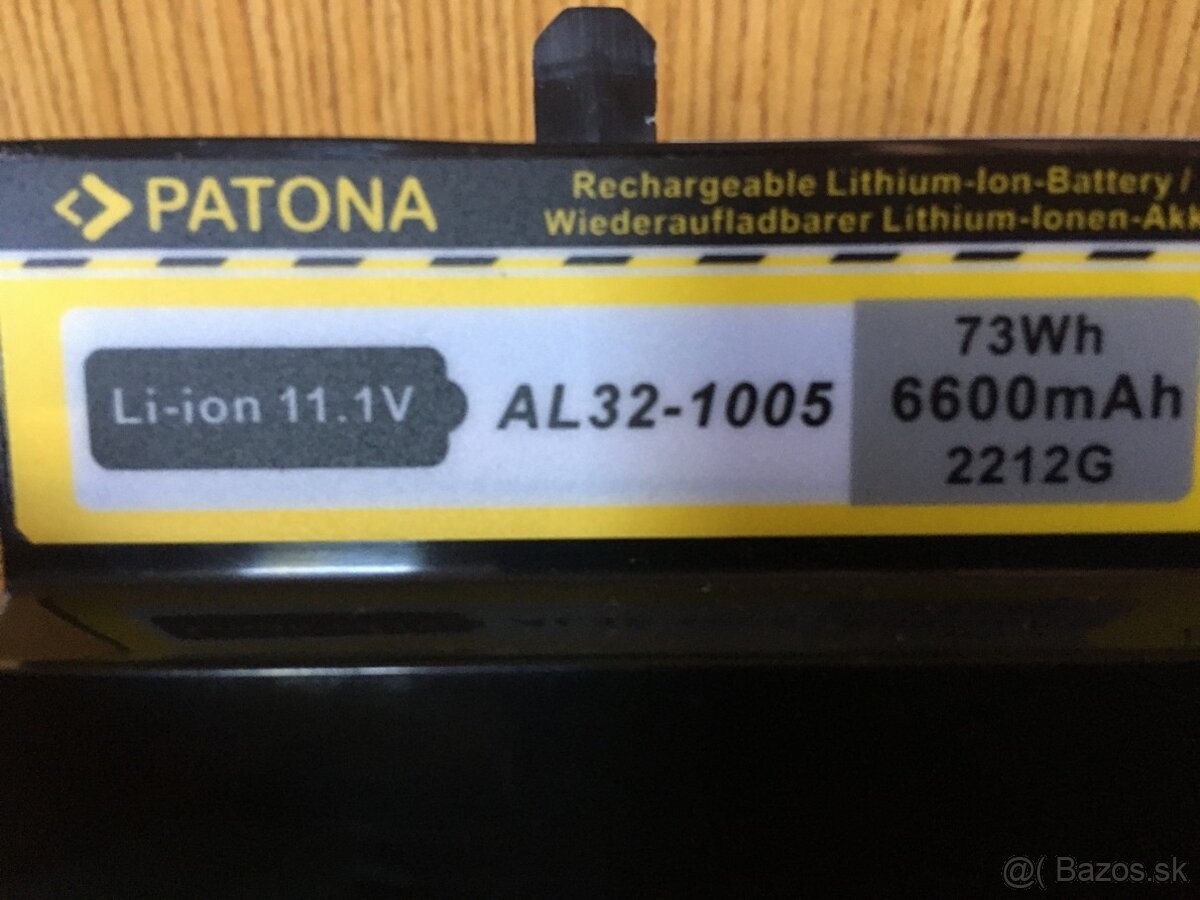 PATONA
Rechargeable Lithium-Ion-Battery /
Wiederaufladbarer Lithium-Ionen-Akk
Li-ion 11.1V
AL32-1005
73Wh
6600mAh
2212G
@( Bazos.sk